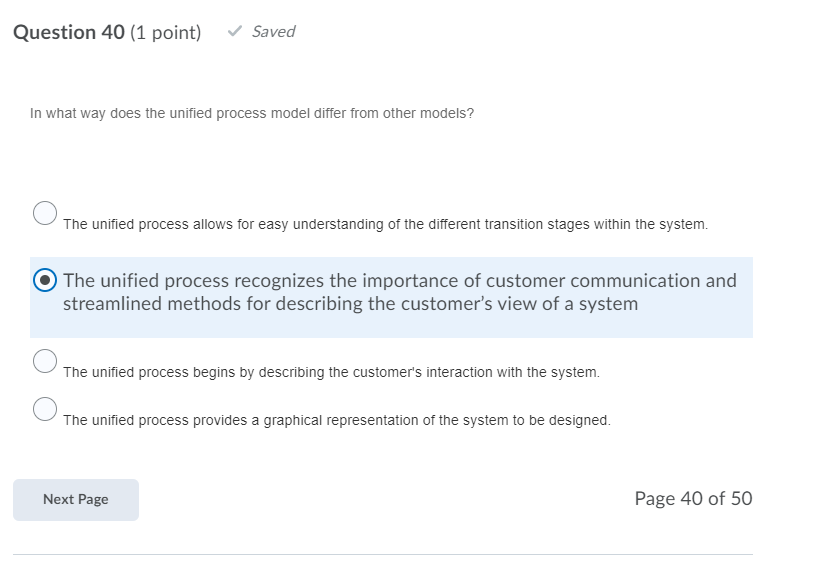 Question 40 (1 point) ✓ Saved
In what way does the unified process model differ from other models?
The unified process allows for easy understanding of the different transition stages within the system.
The unified process recognizes the importance of customer communication and
streamlined methods for describing the customer’s view of a system
The unified process begins by describing the customer's interaction with the system.
The unified process provides a graphical representation of the system to be designed.
Next Page
Page 40 of 50